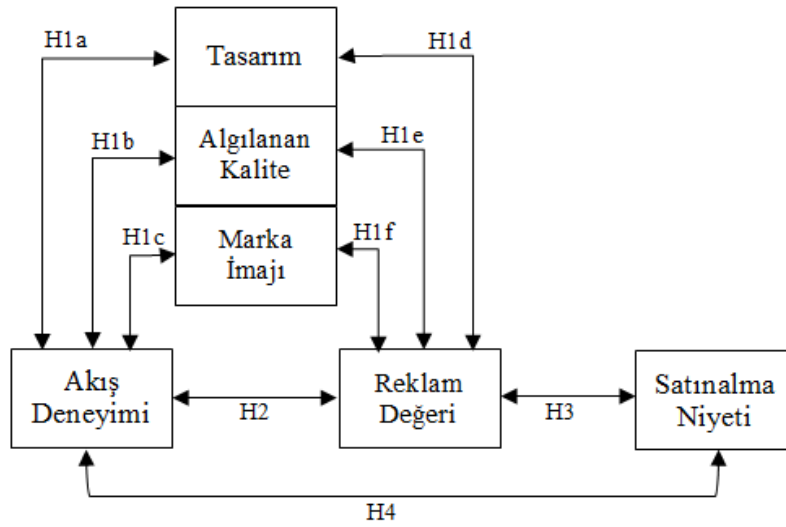 H1a
Tasarım
H1d
H1b
Algılanan
Kalite
H1e
H1c
Marka
İmajı
H1f
Akış
Deneyimi
H2
Reklam
Değeri
H3
Satınalma
Niyeti
H4